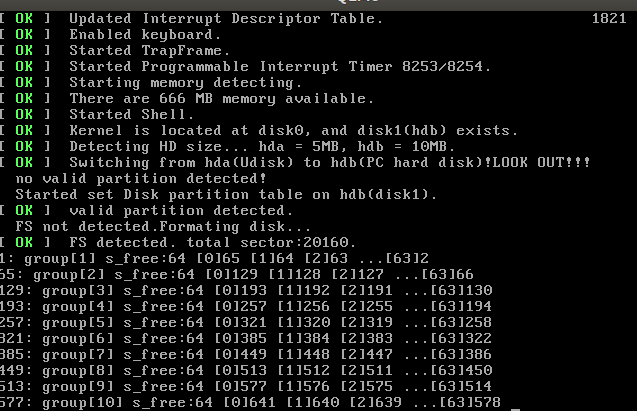 [ OK ] Updated Interrupt Descriptor Table. 1821
[ OK ] Enabled keyboard.
[ OK ] Started TrapFrame.
[ OK ] Started Programmable Interrupt Timer 8253/8254.
[ OK ] Starting memory detecting.
[ OK ] There are 666 MB memory available.
[ OK ] Started Shell.
[ OK ] Kernel is located at disk0, and disk1(hdb) exists.
[ OK ] Detecting HD size... hda = 5MB, hdb = 10MB.
[ OK ] Switching from hda(Udisk) to hdb(PC hard disk)!LOOK OUT!!!
no valid partition detected!
Started set Disk partition table on hdb(disk1).
[ OK ] valid partition detected.
FS not detected.Formating disk...
[ OK ] FS detected. total sector:20160.
1: group[1] s_free:64 [0]65 [1]64 [2]63 ...[63]2
65: group[2] s_free:64 [0]129 [1]128 [2]127 ...[63]66
129: group[3] s_free:64 [0]193 [1]192 [2]191 ...[63]130
193: group[4] s_free:64 [0]257 [1]256 [2]255 ...[63]194
257: group[5] s_free:64 [0]321 [1]320 [2]319 ...[63]258
321: group[6] s_free:64 [0]385 [1]384 [2]383 ...[63]322
385: group[7] s_free:64 [0]449 [1]448 [2]447 ...[63]386
449: group[8] s_free:64 [0]513 [1]512 [2]511 ...[63]450
513: group[9] s_free:64 [0]577 [1]576 [2]575 ...[63]514
577: group[10] s_free:64 [0]641 [1]640 [2]639 ...[63]578 _